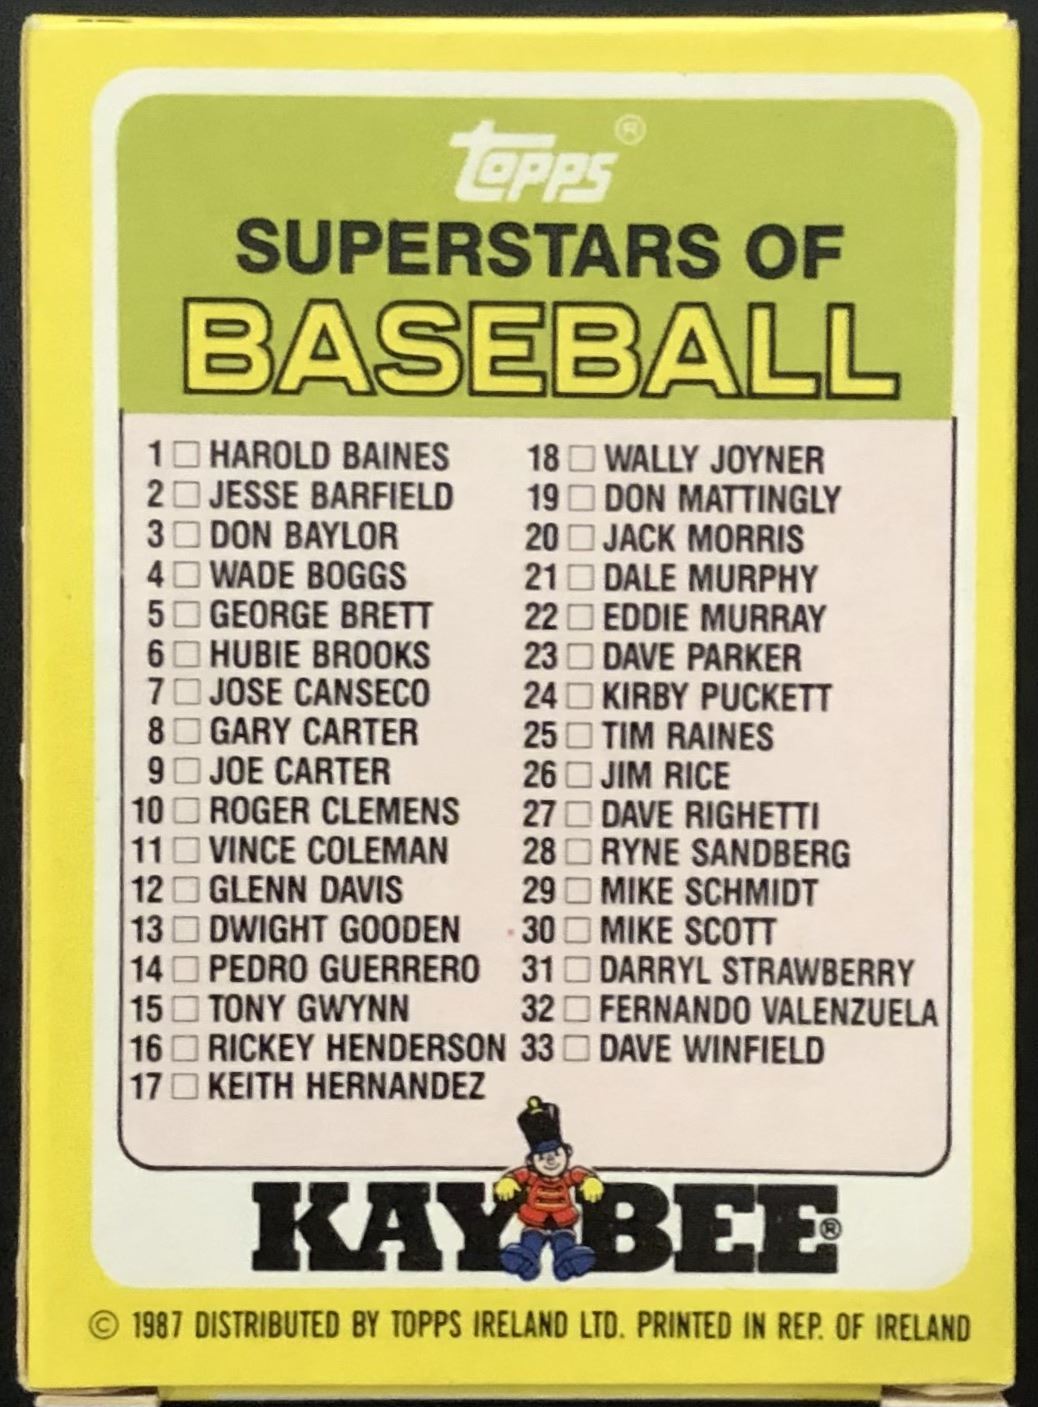 Topps®
SUPERSTARS OF
BASEBALL
1 □ HAROLD BAINES
2 □ JESSE BARFIELD
3 □ DON BAYLOR
4 □ WADE BOGGS
5 □ GEORGE BRETT
6 □ HUBIE BROOKS
7 □ JOSE CANSECO
8 □ GARY CARTER
9 □ JOE CARTER
10 □ ROGER CLEMENS
11 □ VINCE COLEMAN
12 □ GLENN DAVIS
13 □ DWIGHT GOODEN
14 □ PEDRO GUERRERO
15 □ TONY GWYNN
16 □ RICKEY HENDERSON
17 □ KEITH HERNANDEZ
18 □ WALLY JOYNER
19 □ DON MATTINGLY
20 □ JACK MORRIS
21 □ DALE MURPHY
22 □ EDDIE MURRAY
23 □ DAVE PARKER
24 □ KIRBY PUCKETT
25 □ TIM RAINES
26 □ JIM RICE
27 □ DAVE RIGHETTI
28 □ RYNE SANDBERG
29 □ MIKE SCHMIDT
30 □ MIKE SCOTT
31 □ DARRYL STRAWBERRY
32 □ FERNANDO VALENZUELA
33 □ DAVE WINFIELD
KAY BEE®
© 1987 DISTRIBUTED BY TOPPS IRELAND LTD. PRINTED IN REP. OF IRELAND